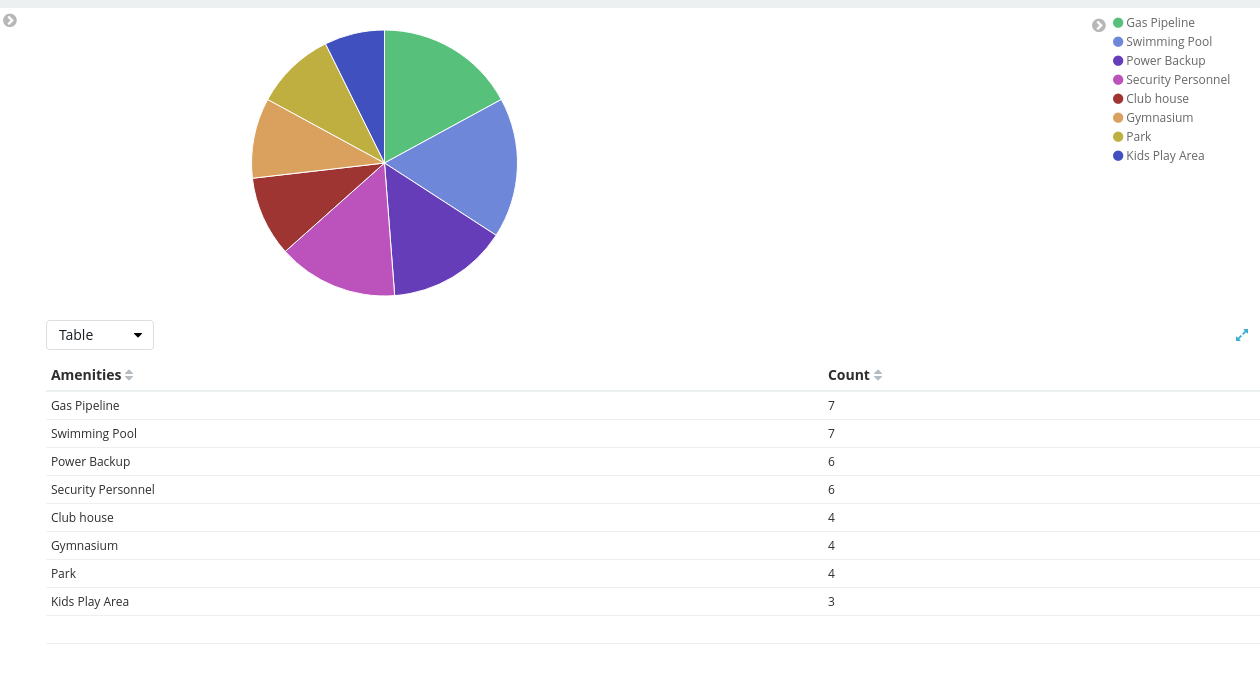 Gas Pipeline
Swimming Pool
Power Backup
Security Personnel
Club house
Gymnasium
Park
Kids Play Area
Table
Amenities Count
Gas Pipeline 7
Swimming Pool 7
Power Backup 6
Security Personnel 6
Club house 4
Gymnasium 4
Park 4
Kids Play Area 3